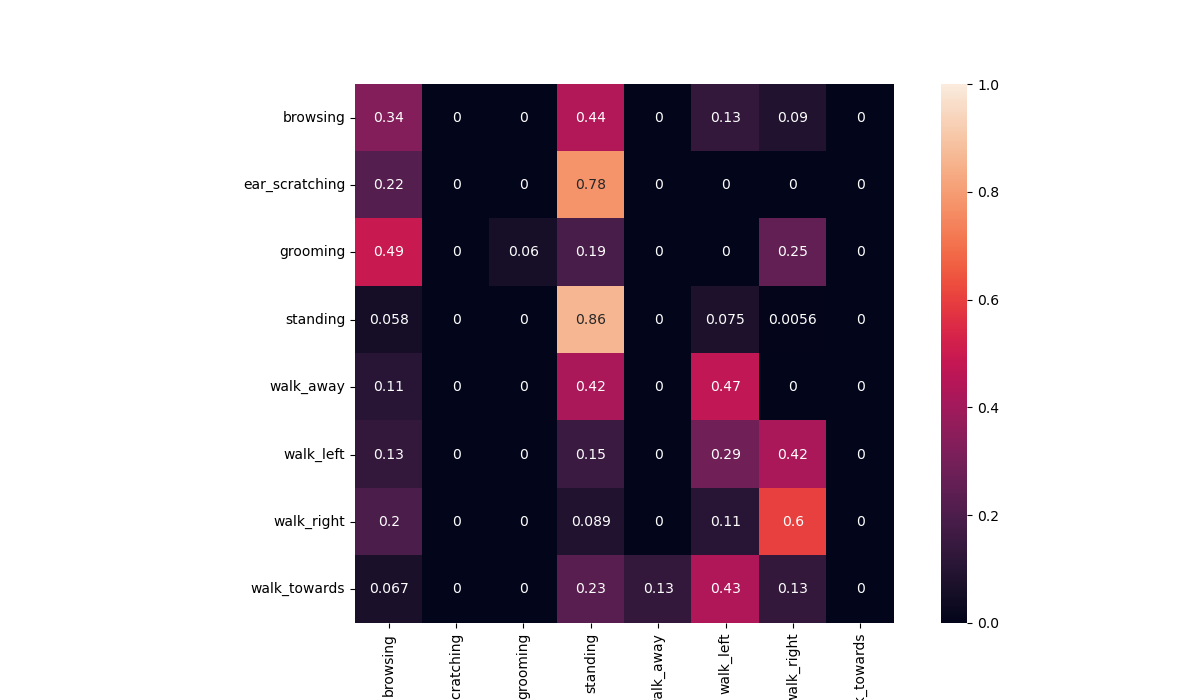 browsing 0.34 0 0 0.44 0 0.13 0.09 0
ear_scratching 0.22 0 0 0.78 0 0 0 0
grooming 0.49 0 0.06 0.19 0 0 0.25 0
standing 0.058 0 0 0.86 0 0.075 0.0056 0
walk_away 0.11 0 0 0.42 0 0.47 0 0
walk_left 0.13 0 0 0.15 0 0.29 0.42 0
walk_right 0.2 0 0 0.089 0 0.11 0.6 0
walk_towards 0.067 0 0 0.23 0.13 0.43 0.13 0
browsing
cratching
grooming
standing
alk_away
walk_left
walk_right
k_towards
1.0
0.8
0.6
0.4
0.2
0.0